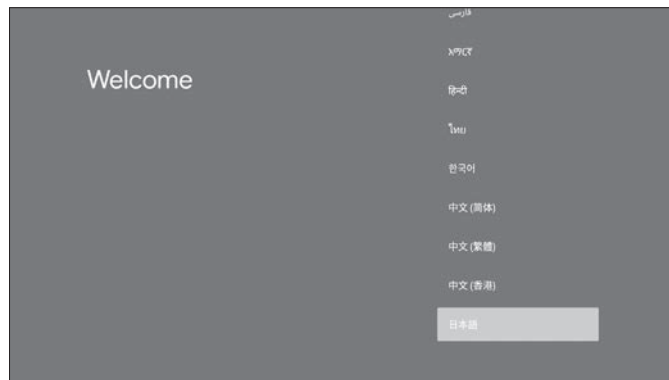 Welcome
فارسی
አማርኛ
हिन्दी
ไทย
한국어
中文 (简体)
中文 (繁體)
中文 (香港)
日本語